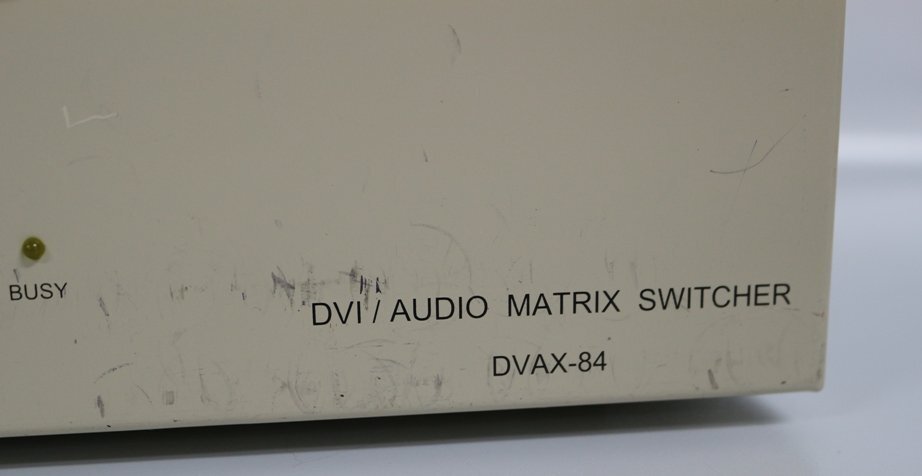 BUSY
DVI / AUDIO MATRIX SWITCHER
DVAX-84